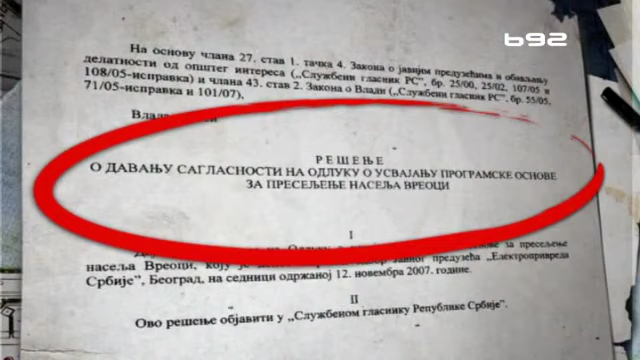 B92
На основу члана 27. став 1. тачка 4. Закона о јавним предузећима и обављању
делатности од општег интереса („Службени гласник РС”, бр. 25/00, 25/02, 107/05 и
108/05-исправка) и члана 43. став 2. Закона о Влади („Службени гласник РС”, бр. 55/05,
71/05-исправка и 101/07),
РЕШЕЊЕ
О ДАВАЊУ САГЛАСНОСТИ НА ОДЛУКУ О УСВАЈАЊУ ПРОГРАМСКЕ ОСНОВЕ
ЗА ПРЕСЕЉЕЊЕ НАСЕЉА ВРЕОЦИ
I
на Одлуку о за пресељење
насеља Вреоци, коју је Јавног предузећа „Електропривреда
Србије”, Београд, на седници одржаној 12. новембра 2007. године.
II
Ово решење објавити у „Службеном гласнику Републике Србије”.